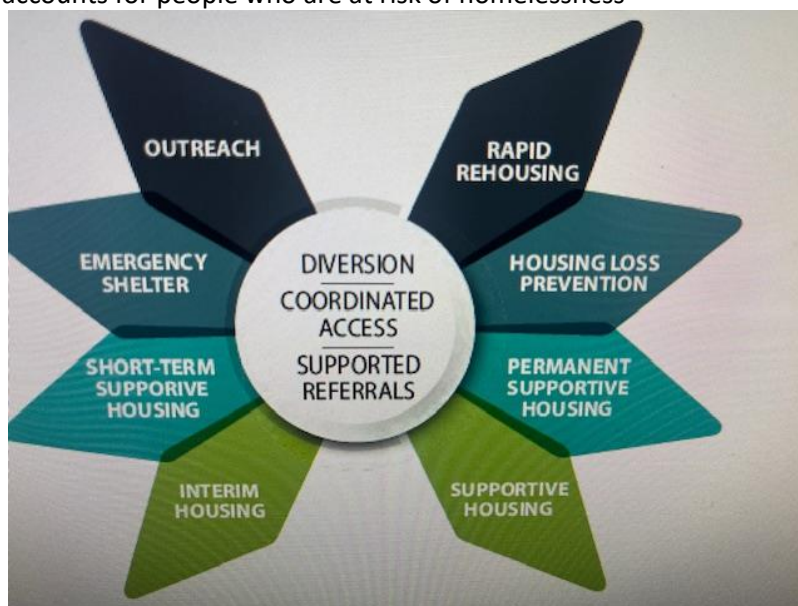 accounts for people who are at risk of homelessness
OUTREACH
RAPID
REHOUSING
EMERGENCY
SHELTER
DIVERSION
COORDINATED
ACCESS
SUPPORTED
REFERRALS
HOUSING LOSS
PREVENTION
SHORT-TERM
SUPPORIVE
HOUSING
PERMANENT
SUPPORTIVE
HOUSING
INTERIM
HOUSING
SUPPORTIVE
HOUSING